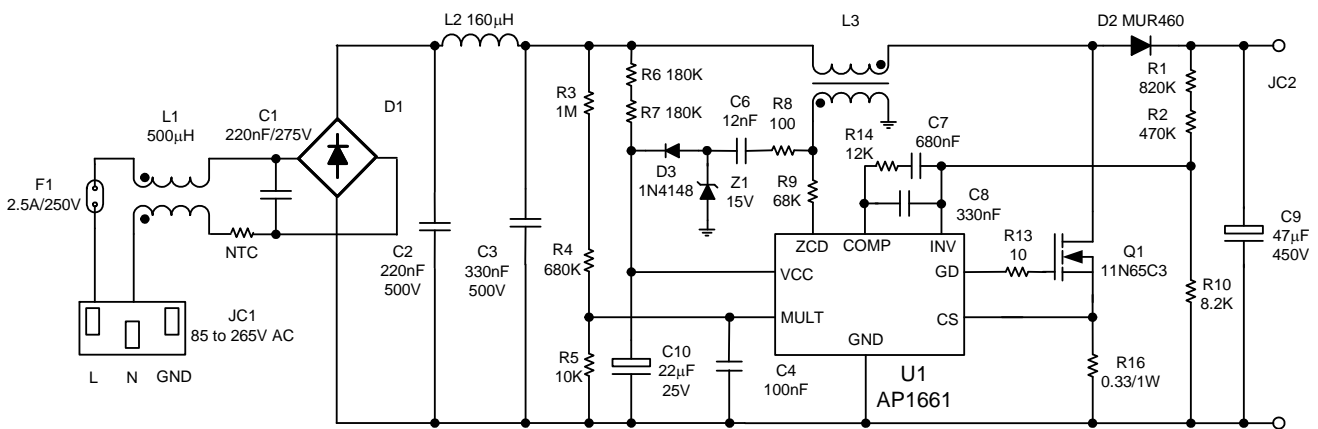 L2 160μH
L3
D2 MUR460
JC2
R1
820K
R2
470K
R6 180K
R7 180K
R3
1M
C6
12nF
R8
100
C7
680nF
R14
12K
D1
C1
220nF/275V
L1
500μH
F1
2.5A/250V
NTC
D3
1N4148
Z1
15V
R9
68K
C8
330nF
C2
220nF
500V
C3
330nF
500V
R4
680K
ZCD
COMP
INV
VCC
GD
MULT
CS
GND
R13
10
Q1
11N65C3
C9
47μF
450V
R10
8.2K
JC1
85 to 265V AC
L
N
GND
R5
10K
C10
22μF
25V
C4
100nF
U1
AP1661
R16
0.33/1W